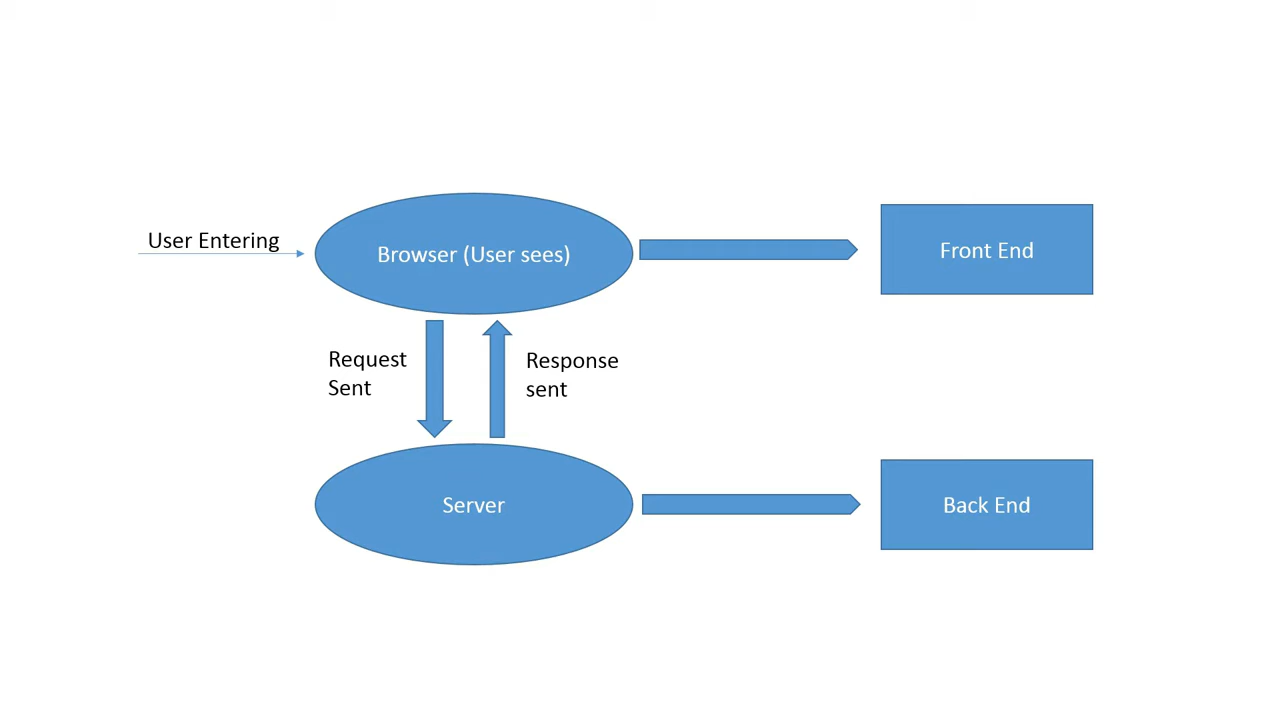 User Entering
Browser (User sees)
Front End
Request
Sent
Response
sent
Server
Back End